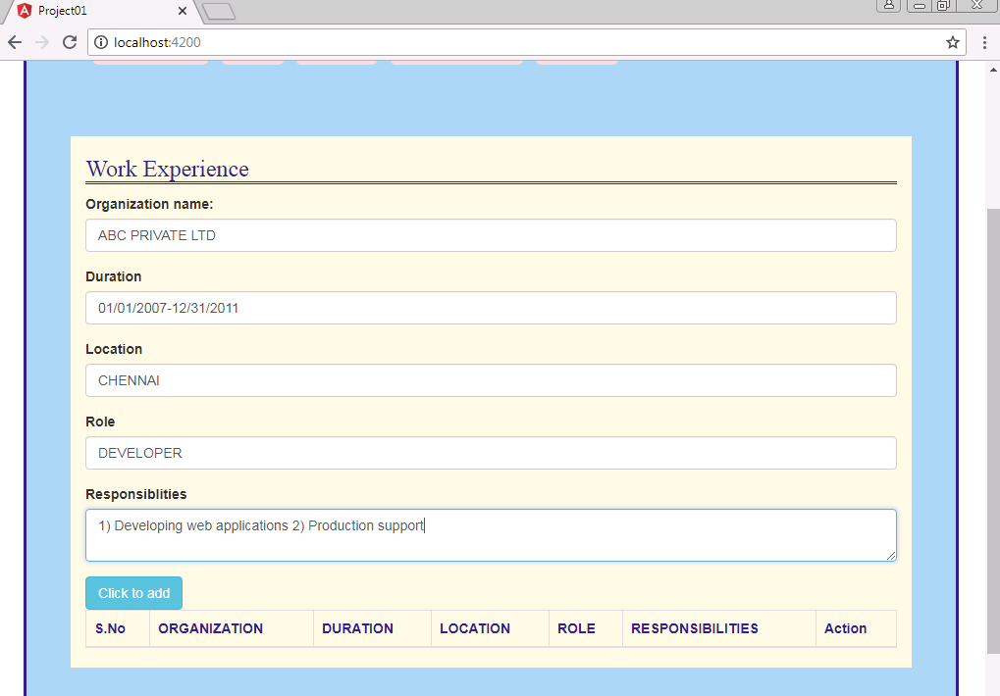 Project01
localhost:4200
Work Experience
Organization name:
ABC PRIVATE LTD
Duration
01/01/2007-12/31/2011
Location
CHENNAI
Role
DEVELOPER
Responsiblities
1) Developing web applications 2) Production support
Click to add
S.No ORGANIZATION DURATION LOCATION ROLE RESPONSIBILITIES Action